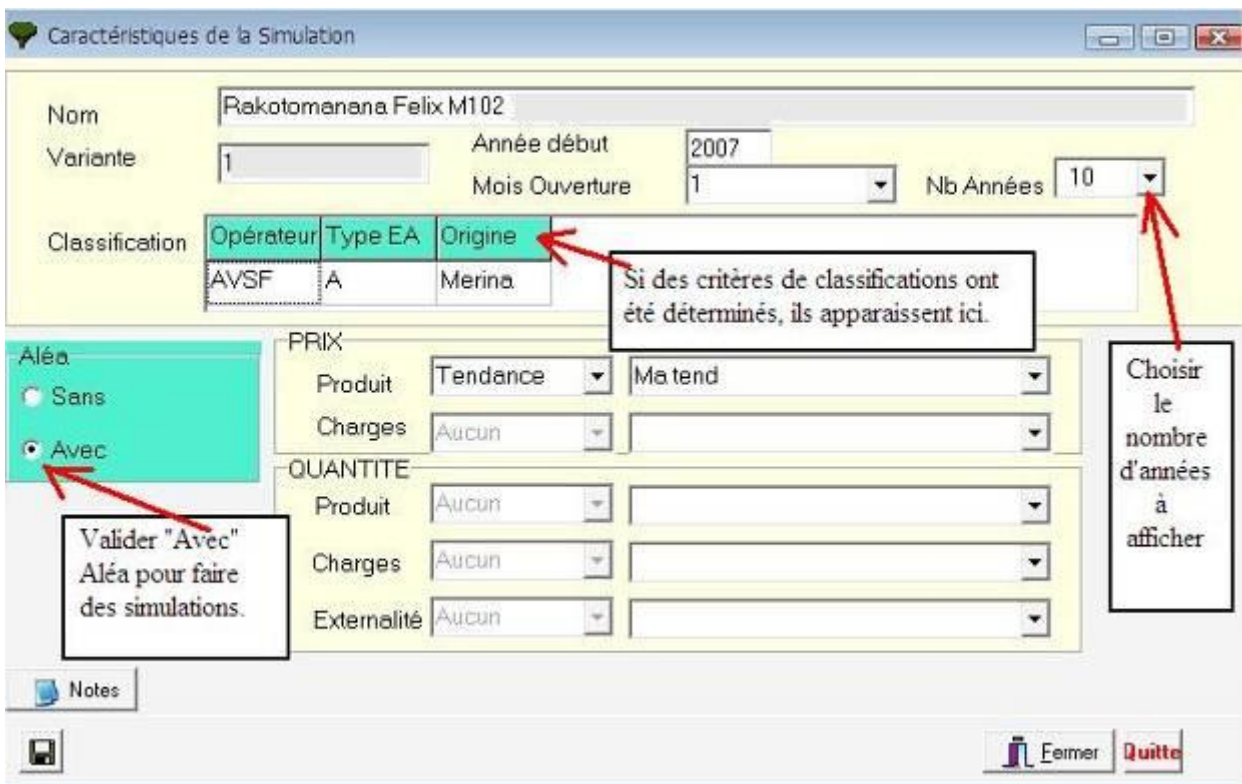 Caractéristiques de la Simulation
Nom Rakotomanana Felix M102
Variante 1 Année début 2007
Mois Ouverture 1 Nb Années 10
Classification Opérateur Type EA Origine
AVSF A Merina
Si des critères de classifications ont
été déterminés, ils apparaissent ici.
Aléa
Sans
Avec
Valider "Avec"
Aléa pour faire
des simulations.
PRIX
Produit Tendance Ma tend
Charges Aucun
QUANTITE
Produit Aucun
Charges Aucun
Externalité Aucun
Choisir
le
nombre
d'années
à
afficher
Notes
Fermer Quitte